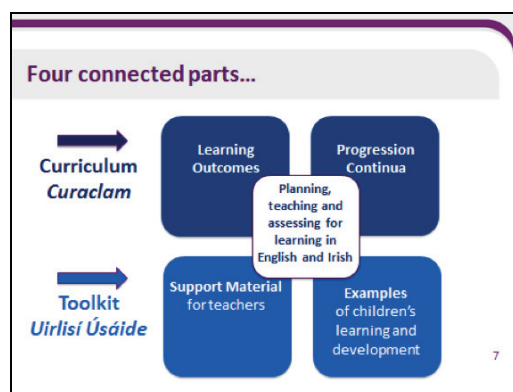 Four connected parts...
Curriculum
Curaclam
Learning
Outcomes
Progression
Continua
Planning,
teaching and
assessing for
learning in
English and Irish
Toolkit
Uirlisí Úsáide
Support Material
for teachers
Examples
of children's
learning and
development
7